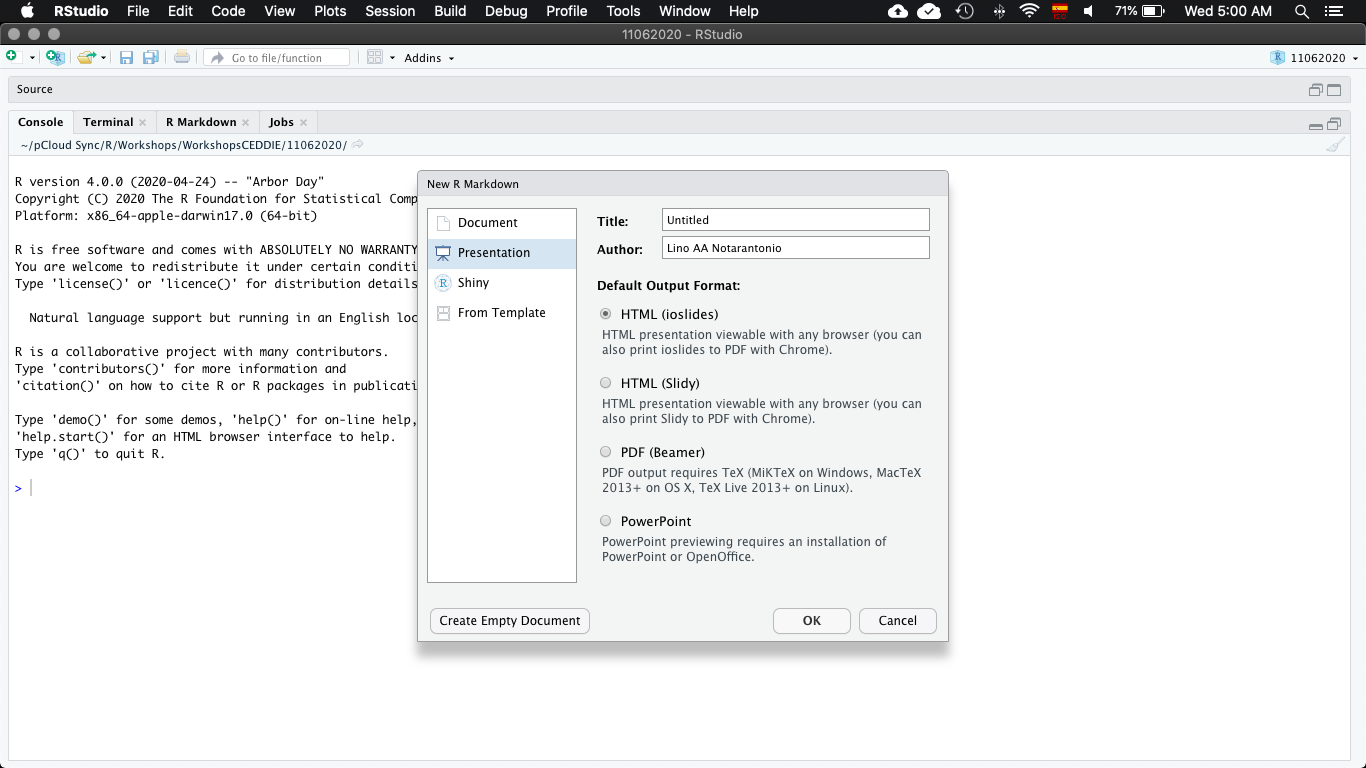 RStudio File Edit Code View Plots Session Build Debug Profile Tools Window Help 71% Wed 5:00 AM
11062020 - RStudio
Go to file/function Addins 11062020
Source
Console Terminal R Markdown Jobs
~/pCloud Sync/R/Workshops/WorkshopsCEDDIE/11062020/
R version 4.0.0 (2020-04-24) -- "Arbor Day"
Copyright (C) 2020 The R Foundation for Statistical Comp
Platform: x86_64-apple-darwin17.0 (64-bit)
R is free software and comes with ABSOLUTELY NO WARRANTY
You are welcome to redistribute it under certain conditi
Type 'license()' or 'licence()' for distribution details
Natural language support but running in an English loc
R is a collaborative project with many contributors.
Type 'contributors()' for more information and
'citation()' on how to cite R or R packages in publicati
Type 'demo()' for some demos, 'help()' for on-line help,
'help.start()' for an HTML browser interface to help.
Type 'q()' to quit R.
>
New R Markdown
Document
Presentation
Shiny
From Template
Title: Untitled
Author: Lino AA Notarantonio
Default Output Format:
HTML (ioslides)
HTML presentation viewable with any browser (you can
also print ioslides to PDF with Chrome).
HTML (Slidy)
HTML presentation viewable with any browser (you can
also print Slidy to PDF with Chrome).
PDF (Beamer)
PDF output requires TeX (MiKTeX on Windows, MacTeX
2013+ on OS X, TeX Live 2013+ on Linux).
PowerPoint
PowerPoint previewing requires an installation of
PowerPoint or OpenOffice.
Create Empty Document OK Cancel